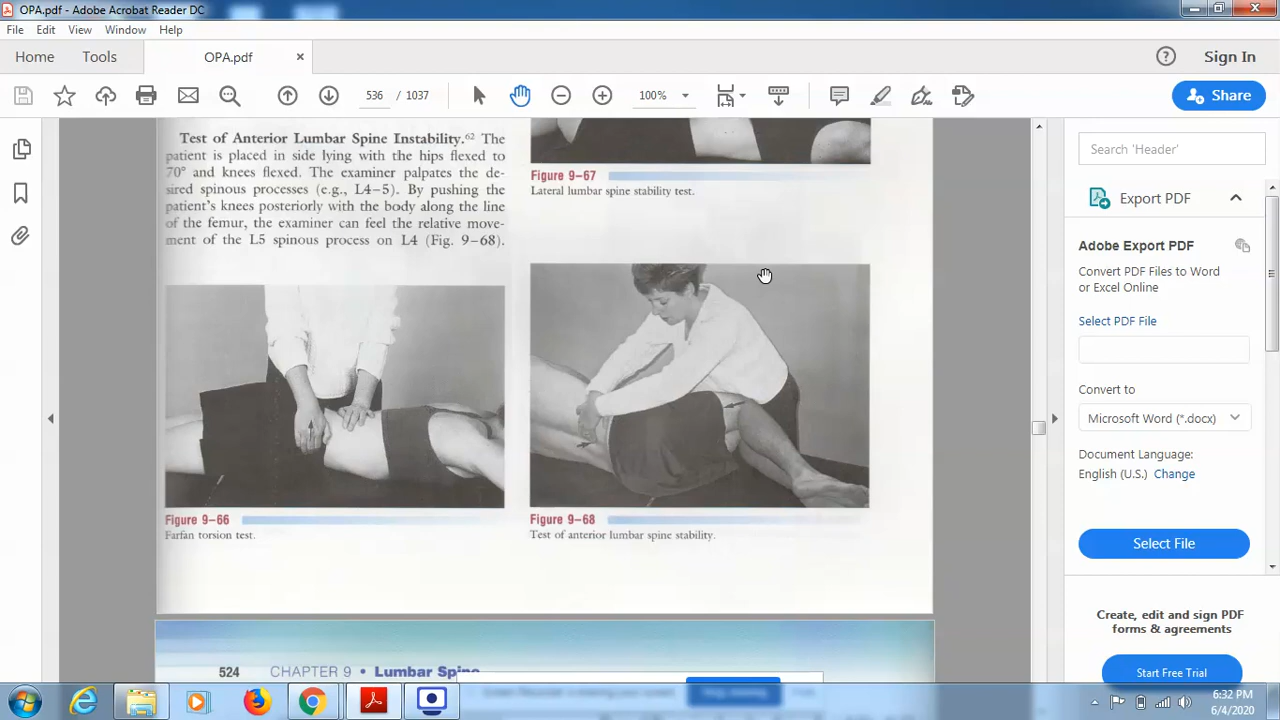 OPA.pdf - Adobe Acrobat Reader DC
File Edit View Window Help
Home Tools OPA.pdf × Sign In
536 / 1037 100% Share
Test of Anterior Lumbar Spine Instability.62 The
patient is placed in side lying with the hips flexed to
70° and knees flexed. The examiner palpates the de-
sired spinous processes (e.g., L4–5). By pushing the
patient's knees posteriorly with the body along the line
of the femur, the examiner can feel the relative move-
ment of the L5 spinous process on L4 (Fig. 9–68).
Figure 9–66
Farfan torsion test.
Figure 9–67
Lateral lumbar spine stability test.
Figure 9–68
Test of anterior lumbar spine stability.
524 CHAPTER 9 • Lumbar Spine
Search 'Header'
Export PDF
Adobe Export PDF
Convert PDF Files to Word
or Excel Online
Select PDF File
Convert to
Microsoft Word (*.docx)
Document Language:
English (U.S.) Change
Select File
Create, edit and sign PDF
forms & agreements
Start Free Trial
6:32 PM
6/4/2020